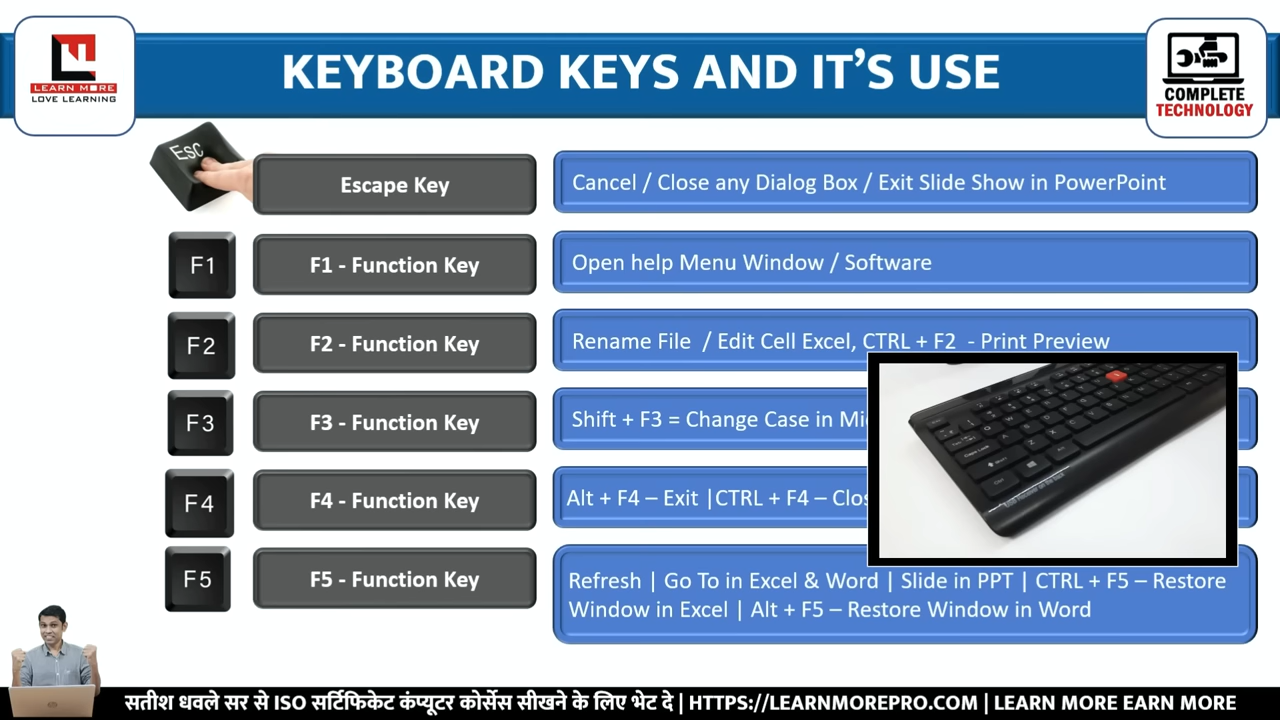 LEARN MORE
LOVE LEARNING
KEYBOARD KEYS AND IT'S USE
COMPLETE
TECHNOLOGY
Esc
Escape Key
Cancel / Close any Dialog Box / Exit Slide Show in PowerPoint
F1
F1 - Function Key
Open help Menu Window / Software
F2
F2 - Function Key
Rename File / Edit Cell Excel, CTRL + F2 - Print Preview
F3
F3 - Function Key
Shift + F3 = Change Case in
F4
F4 - Function Key
Alt + F4 – Exit |CTRL + F4 –
F5
F5 - Function Key
Refresh | Go To in Excel & Word | Slide in PPT | CTRL + F5 – Restore
Window in Excel | Alt + F5 – Restore Window in Word
सतीश धवले सर से ISO सर्टिफिकेट कंप्यूटर कोर्सेस सीखने के लिए भेट दे | HTTPS://LEARNMOREPRO.COM | LEARN MORE EARN MORE